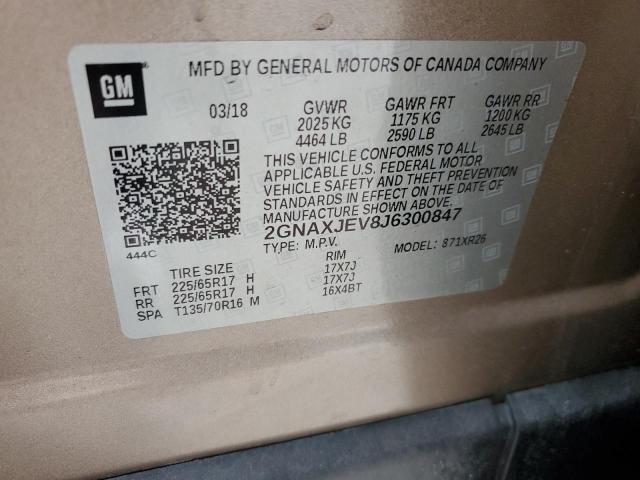 GM
MFD BY GENERAL MOTORS OF CANADA COMPANY
03/18 GVWR GAWR FRT GAWR RR
2025 KG 1175 KG 1200 KG
4464 LB 2590 LB 2645 LB
THIS VEHICLE CONFORMS TO ALL
APPLICABLE U.S. FEDERAL MOTOR
VEHICLE SAFETY AND THEFT PREVENTION
STANDARDS IN EFFECT ON THE DATE OF
MANUFACTURE SHOWN ABOVE.
2GNAXJEV8J6300847
444C TYPE: M.P.V. MODEL: 871XR26
TIRE SIZE RIM
FRT 225/65R17 H 17X7J
RR 225/65R17 H 17X7J
SPA T135/70R16 M 16X4BT